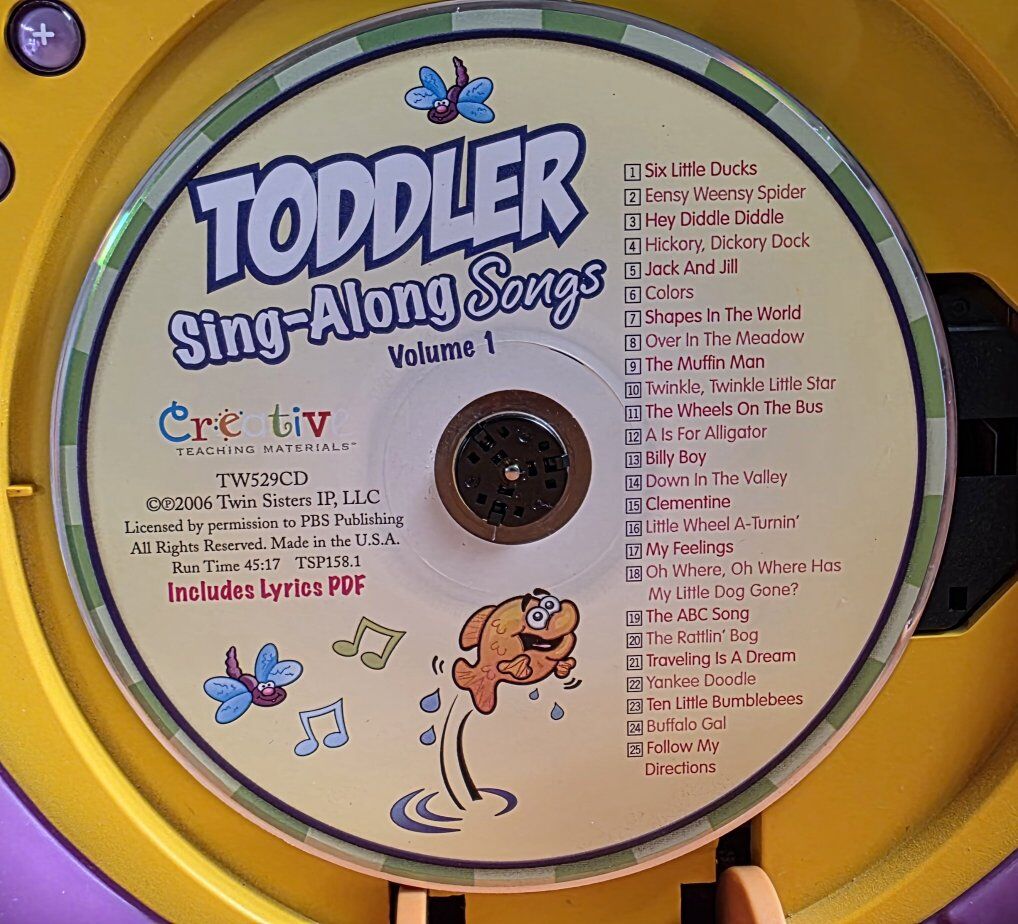 +
TODDLER
Sing-Along Songs
Volume 1
Creative
TEACHING MATERIALS™
TW529CD
©℗2006 Twin Sisters IP, LLC
Licensed by permission to PBS Publishing
All Rights Reserved. Made in the U.S.A.
Run Time 45:17 TSP158.1
Includes Lyrics PDF
1 Six Little Ducks
2 Eensy Weensy Spider
3 Hey Diddle Diddle
4 Hickory, Dickory Dock
5 Jack And Jill
6 Colors
7 Shapes In The World
8 Over In The Meadow
9 The Muffin Man
10 Twinkle, Twinkle Little Star
11 The Wheels On The Bus
12 A Is For Alligator
13 Billy Boy
14 Down In The Valley
15 Clementine
16 Little Wheel A-Turnin'
17 My Feelings
18 Oh Where, Oh Where Has
My Little Dog Gone?
19 The ABC Song
20 The Rattlin' Bog
21 Traveling Is A Dream
22 Yankee Doodle
23 Ten Little Bumblebees
24 Buffalo Gal
25 Follow My
Directions